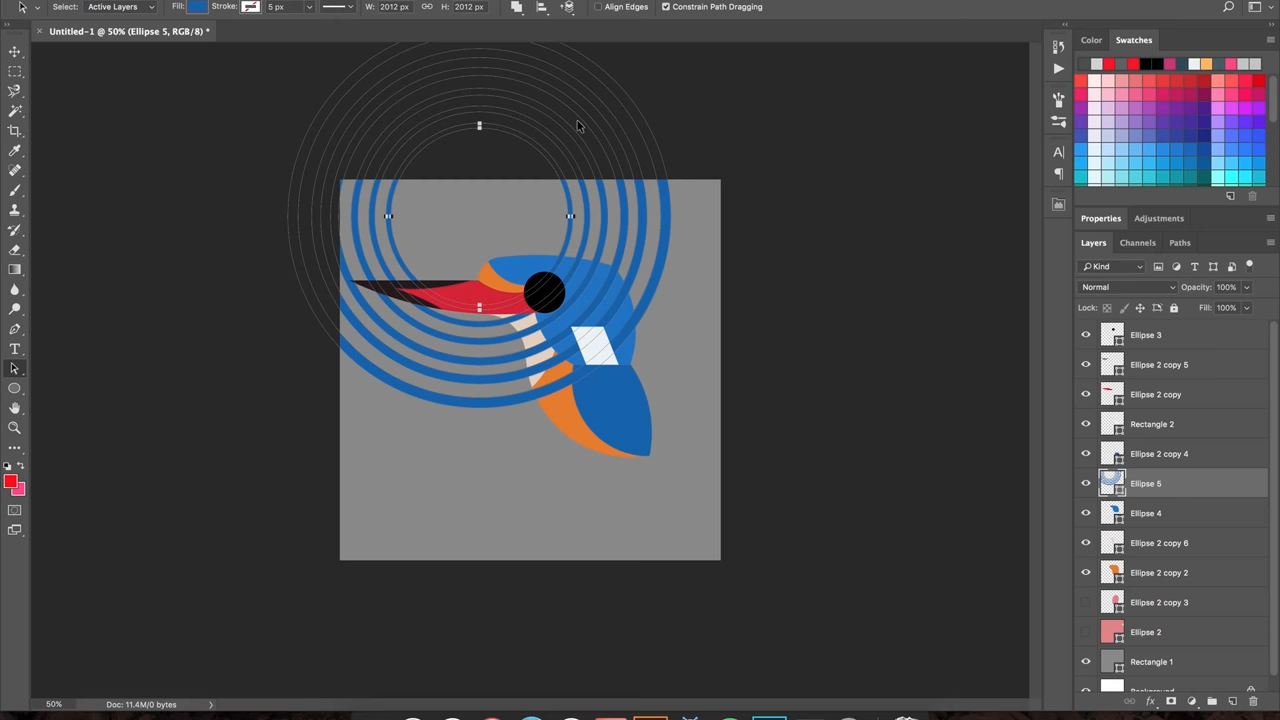 Select: Active Layers Fill: Stroke: 5 px W: 2012 px H: 2012 px Align Edges Constrain Path Dragging
× Untitled-1 @ 50% (Ellipse 5, RGB/8) *
Color Swatches
Properties Adjustments
Layers Channels Paths
Kind
Normal Opacity: 100%
Lock: Fill: 100%
Ellipse 3
Ellipse 2 copy 5
Ellipse 2 copy
Rectangle 2
Ellipse 2 copy 4
Ellipse 5
Ellipse 4
Ellipse 2 copy 6
Ellipse 2 copy 2
Ellipse 2 copy 3
Ellipse 2
Rectangle 1
Background
50% Doc: 11.4M/0 bytes